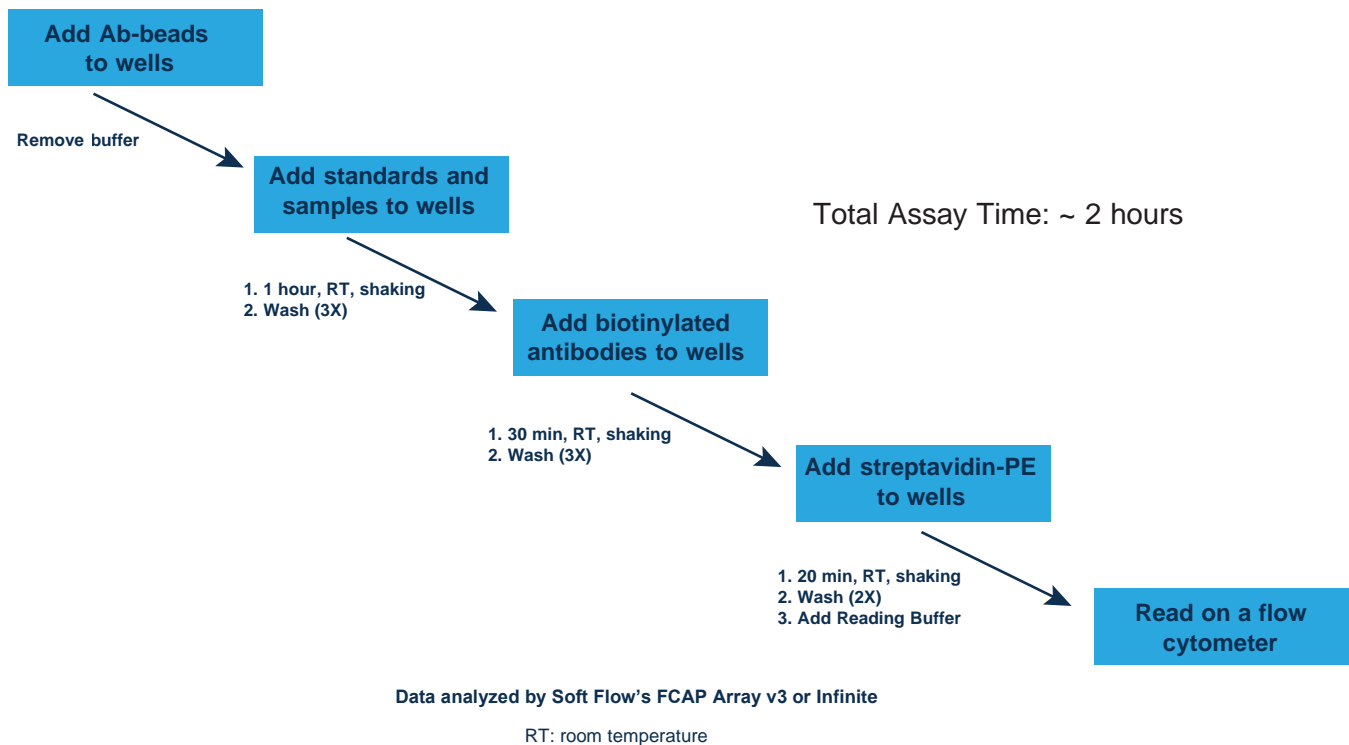 Add Ab-beads
to wells
Remove buffer
Add standards and
samples to wells
Total Assay Time: ~ 2 hours
1. 1 hour, RT, shaking
2. Wash (3X)
Add biotinylated
antibodies to wells
1. 30 min, RT, shaking
2. Wash (3X)
Add streptavidin-PE
to wells
1. 20 min, RT, shaking
2. Wash (2X)
3. Add Reading Buffer
Read on a flow
cytometer
Data analyzed by Soft Flow's FCAP Array v3 or Infinite
RT: room temperature